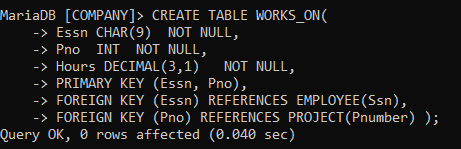 MariaDB [COMPANY]> CREATE TABLE WORKS_ON(
    -> Essn CHAR(9)  NOT NULL,
    -> Pno  INT  NOT NULL,
    -> Hours DECIMAL(3,1)   NOT NULL,
    -> PRIMARY KEY (Essn, Pno),
    -> FOREIGN KEY (Essn) REFERENCES EMPLOYEE(Ssn),
    -> FOREIGN KEY (Pno) REFERENCES PROJECT(Pnumber) );
Query OK, 0 rows affected (0.040 sec)